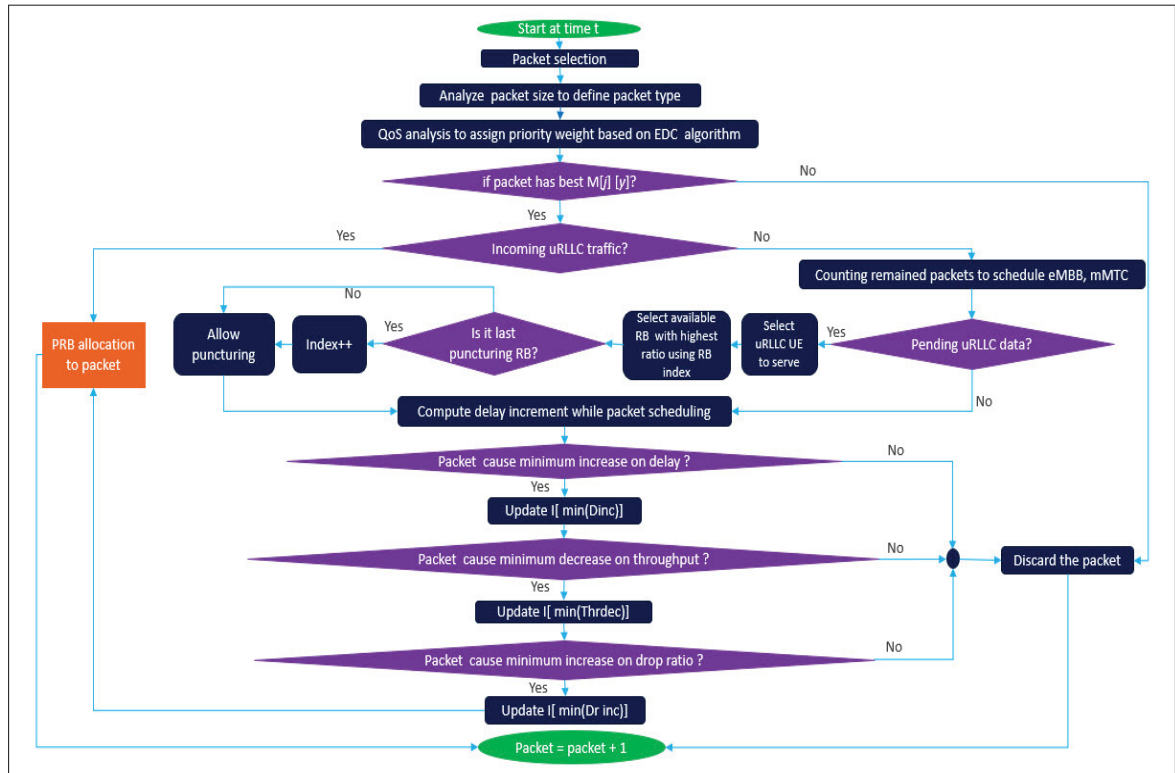 Start at time t
Packet selection
Analyze packet size to define packet type
QoS analysis to assign priority weight based on EDC algorithm
if packet has best M[j] [y]?
No
Yes
Incoming uRLLC traffic?
Yes
No
Counting remained packets to schedule eMBB, mMTC
Pending uRLLC data?
Yes
No
Select
uRLLC UE
to serve
Select available
RB with highest
ratio using RB
index
Is it last
puncturing RB?
No
Yes
Index++
Allow
puncturing
PRB allocation
to packet
Compute delay increment while packet scheduling
Packet cause minimum increase on delay ?
No
Yes
Update I[ min(Dinc)]
Packet cause minimum decrease on throughput ?
No
Discard the packet
Yes
Update I[ min(Thrdec)]
Packet cause minimum increase on drop ratio ?
No
Yes
Update I[ min(Dr inc)]
Packet = packet + 1